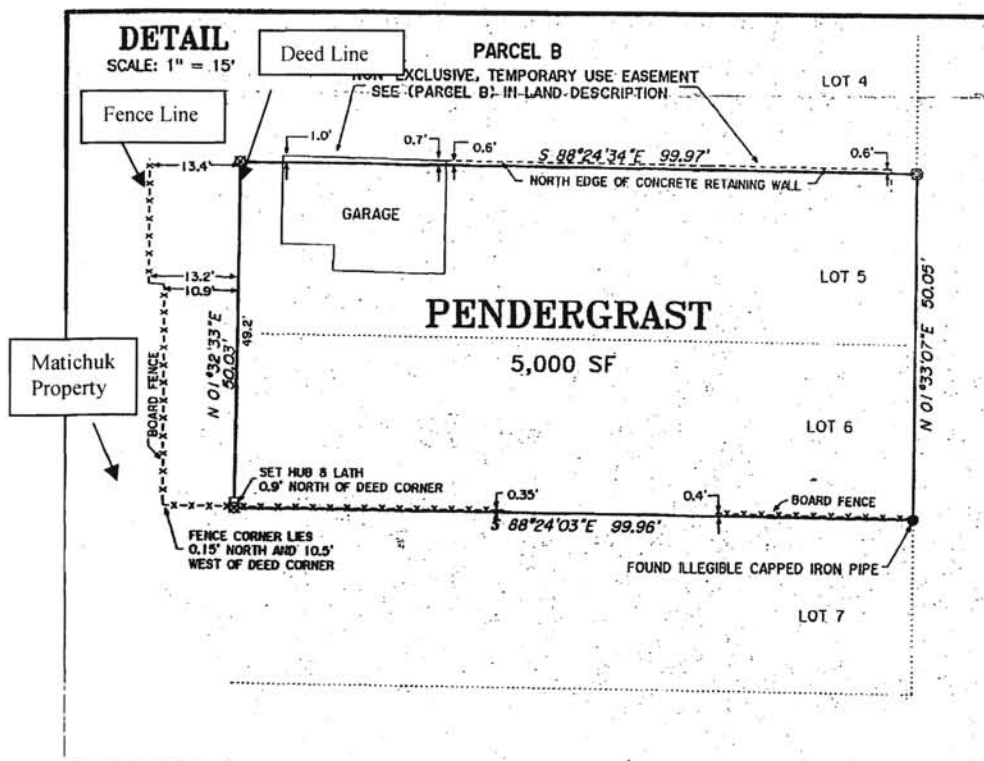 DETAIL
SCALE: 1" = 15'
Deed Line
Fence Line
PARCEL B
NON-EXCLUSIVE, TEMPORARY USE EASEMENT
SEE (PARCEL B) IN LAND DESCRIPTION
LOT 4
13.4'
1.0'
0.7'
0.6'
S 88°24'34"E 99.97'
0.6'
NORTH EDGE OF CONCRETE RETAINING WALL
GARAGE
13.2'
10.9'
LOT 5
N 01°32'33"E
50.03'
49.2'
N 01°33'07"E 50.05'
PENDERGRAST
5,000 SF
Matichuk
Property
BOARD FENCE
LOT 6
SET HUB & LATH
0.9' NORTH OF DEED CORNER
0.35'
0.4'
BOARD FENCE
S 88°24'03"E 99.96'
FENCE CORNER LIES
0.15' NORTH AND 10.5'
WEST OF DEED CORNER
FOUND ILLEGIBLE CAPPED IRON PIPE
LOT 7